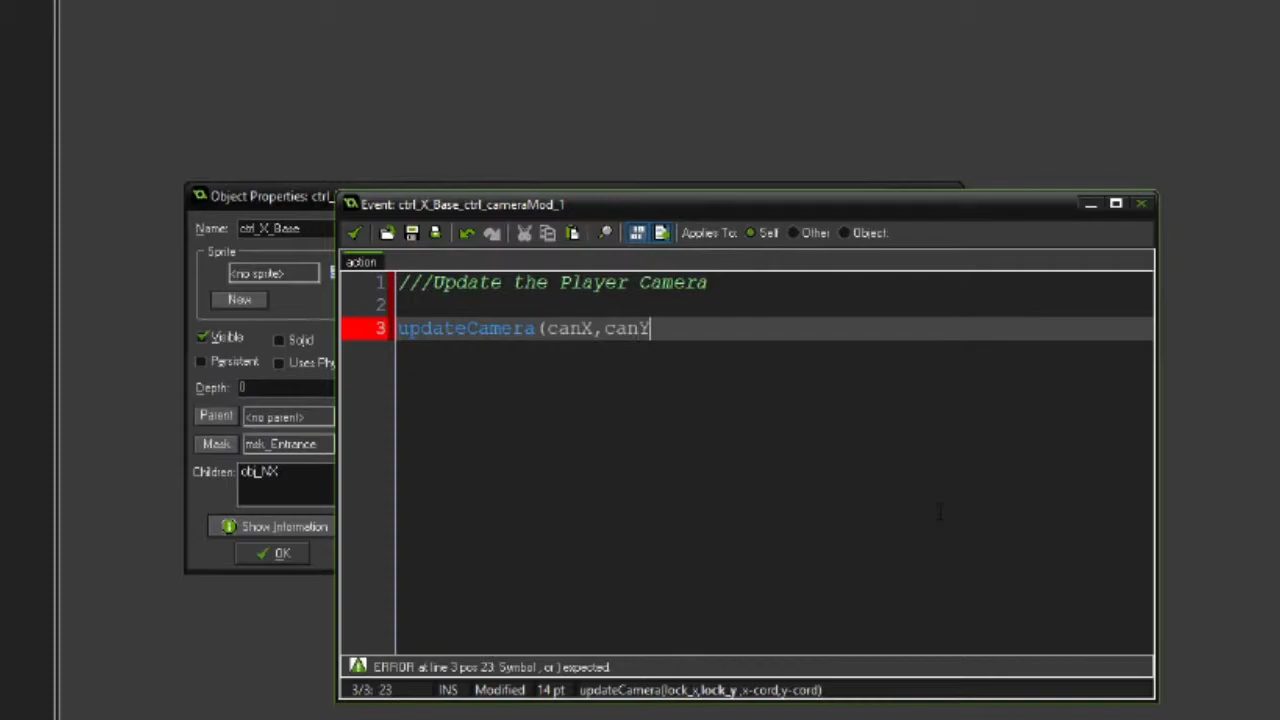 Object Properties: ctrl_
Name: ctrl_X_Base
Sprite
<no sprite>
New
Visible
Solid
Persistent
Uses Phy
Depth: 0
Parent <no parent>
Mask msk_Entrance
Children: obj_NX
Show Information
OK
Event: ctrl_X_Base_ctrl_cameraMod_1
Applies To: Self Other Object:
action
1 ///Update the Player Camera
2
3 updateCamera(canX,canY
ERROR at line 3 pos 23: Symbol , or ) expected.
3/3: 23 INS Modified 14 pt updateCamera(lock_x,lock_y ,x-cord,y-cord)